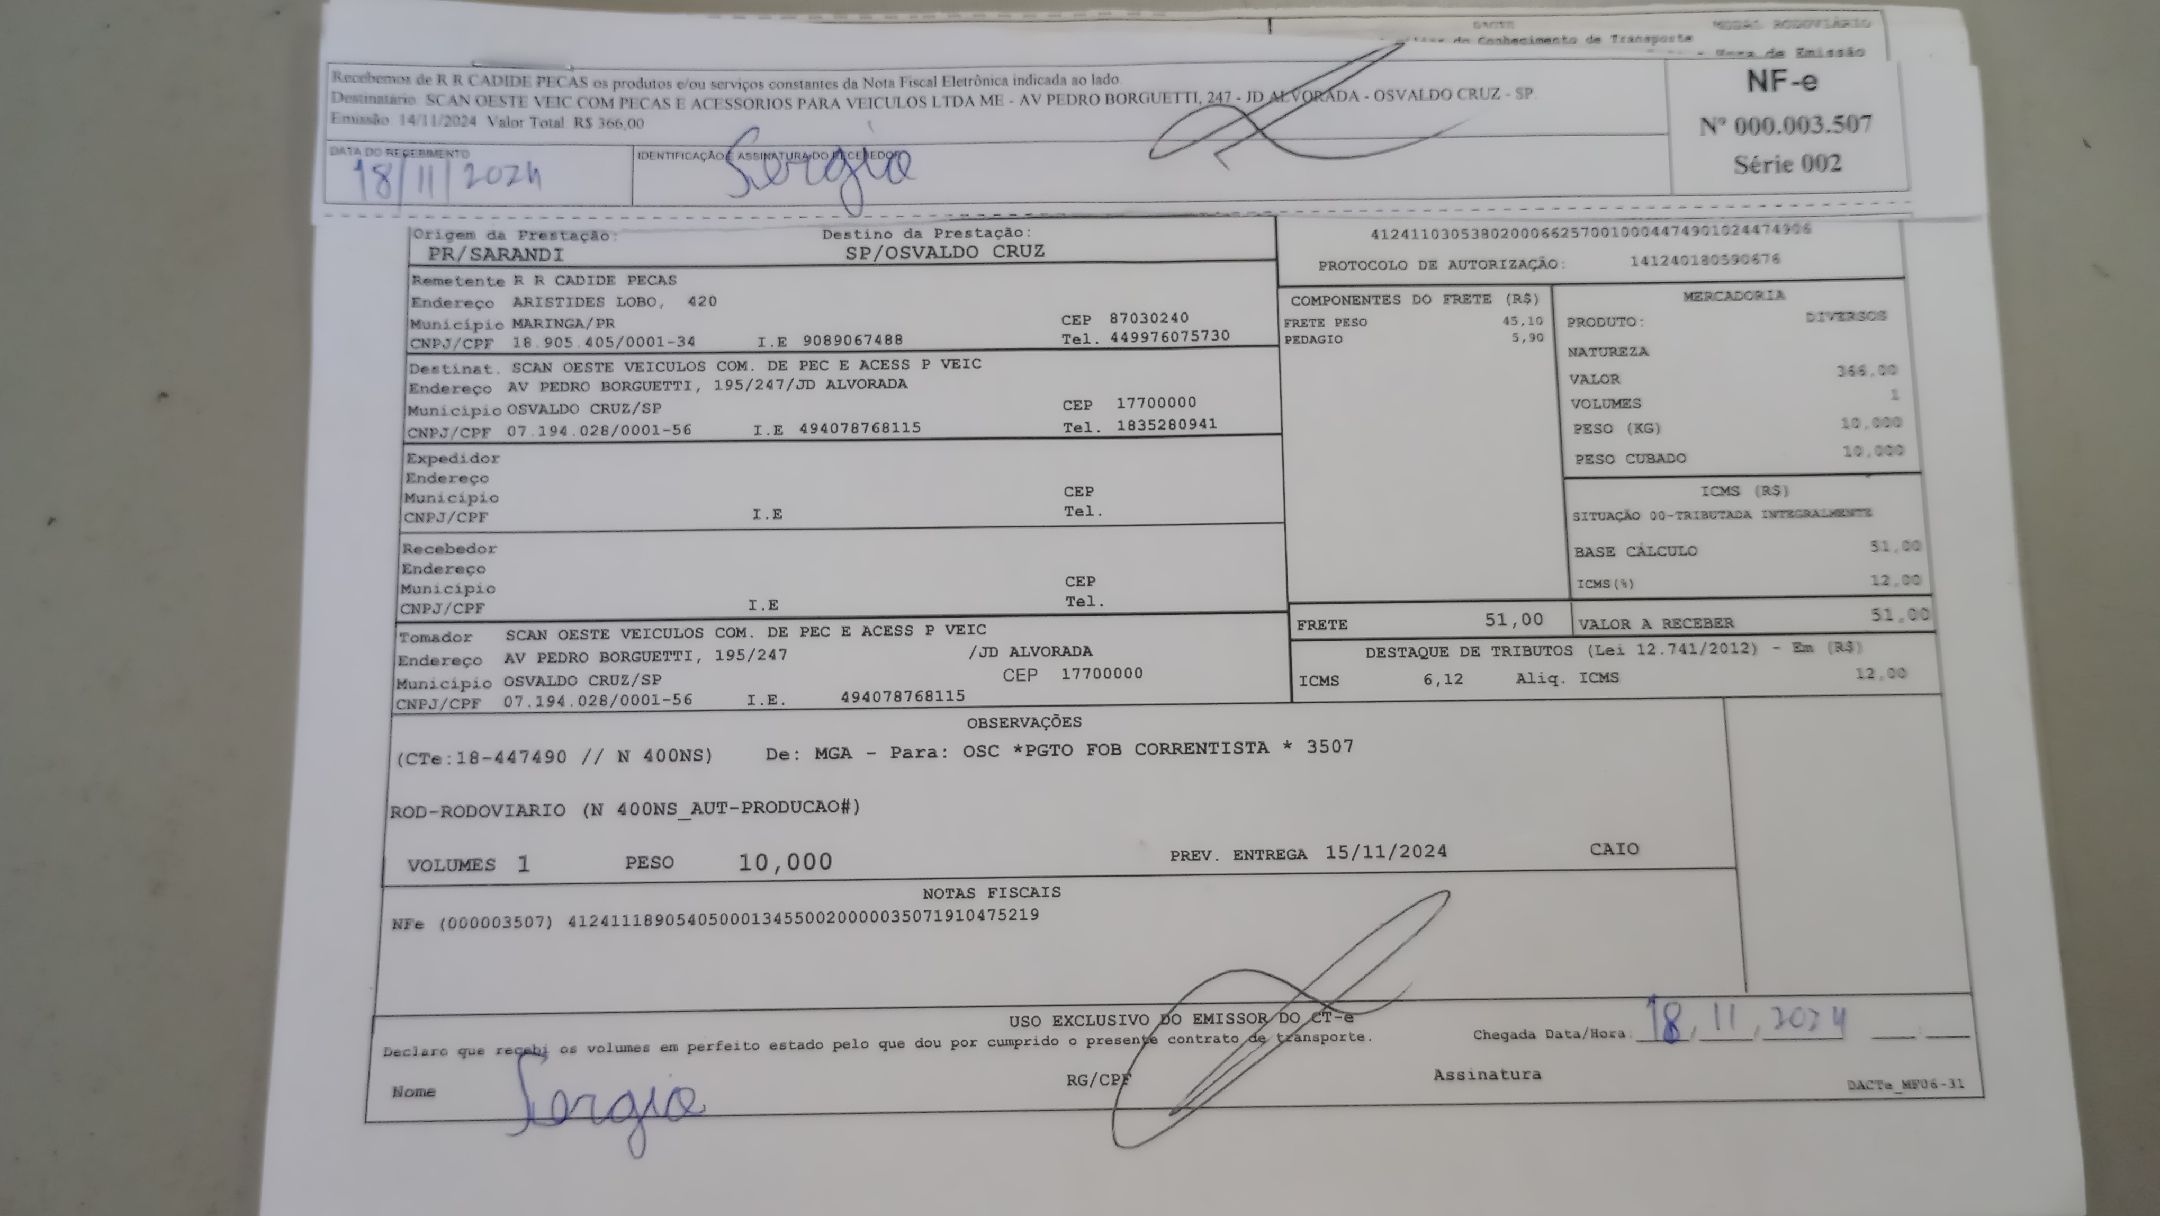 DACTE MODAL RODOVIÁRIO
do Conhecimento de Transporte
Hora de Emissão
Recebemos de R R CADIDE PECAS os produtos e/ou serviços constantes da Nota Fiscal Eletrônica indicada ao lado
Destinatário: SCAN OESTE VEIC COM PECAS E ACESSORIOS PARA VEICULOS LTDA ME - AV PEDRO BORGUETTI, 247 - JD ALVORADA - OSVALDO CRUZ - SP.
Emissão: 14/11/2024 Valor Total: R$ 366,00
NF-e
Nº 000.003.507
Série 002
DATA DO RECEBIMENTO
18/11/2024
IDENTIFICAÇÃO E ASSINATURA DO RECEBEDOR
Sergio
Origem da Prestação: Destino da Prestação:
PR/SARANDI SP/OSVALDO CRUZ
41241103053802000662570010004474901024474906
PROTOCOLO DE AUTORIZAÇÃO: 141240180590676
Remetente R R CADIDE PECAS
Endereço ARISTIDES LOBO, 420
Município MARINGA/PR CEP 87030240
CNPJ/CPF 18.905.405/0001-34 I.E 9089067488 Tel. 449976075730
Destinat. SCAN OESTE VEICULOS COM. DE PEC E ACESS P VEIC
Endereço AV PEDRO BORGUETTI, 195/247/JD ALVORADA
Município OSVALDO CRUZ/SP CEP 17700000
CNPJ/CPF 07.194.028/0001-56 I.E 494078768115 Tel. 1835280941
Expedidor
Endereço
Município CEP
CNPJ/CPF I.E Tel.
Recebedor
Endereço
Município CEP
CNPJ/CPF I.E Tel.
Tomador SCAN OESTE VEICULOS COM. DE PEC E ACESS P VEIC
Endereço AV PEDRO BORGUETTI, 195/247 /JD ALVORADA
Município OSVALDO CRUZ/SP CEP 17700000
CNPJ/CPF 07.194.028/0001-56 I.E. 494078768115
COMPONENTES DO FRETE (R$)
FRETE PESO 45,10
PEDAGIO 5,90
MERCADORIA
PRODUTO: DIVERSOS
NATUREZA
VALOR 366,00
VOLUMES 1
PESO (KG) 10,000
PESO CUBADO 10,000
ICMS (R$)
SITUAÇÃO 00-TRIBUTADA INTEGRALMENTE
BASE CÁLCULO 51,00
ICMS(%) 12,00
FRETE 51,00 VALOR A RECEBER 51,00
DESTAQUE DE TRIBUTOS (Lei 12.741/2012) - Em (R$)
ICMS 6,12 Aliq. ICMS 12,00
OBSERVAÇÕES
(CTe:18-447490 // N 400NS) De: MGA - Para: OSC *PGTO FOB CORRENTISTA * 3507
ROD-RODOVIARIO (N 400NS_AUT-PRODUCAO#)
VOLUMES 1 PESO 10,000 PREV. ENTREGA 15/11/2024 CAIO
NOTAS FISCAIS
NFe (000003507) 41241118905405000134550020000035071910475219
USO EXCLUSIVO DO EMISSOR DO CT-e
Declaro que recebi os volumes em perfeito estado pelo que dou por cumprido o presente contrato de transporte.
Chegada Data/Hora: 18/11/2024
Nome Sergio RG/CPF Assinatura
DACTe_MF06-31